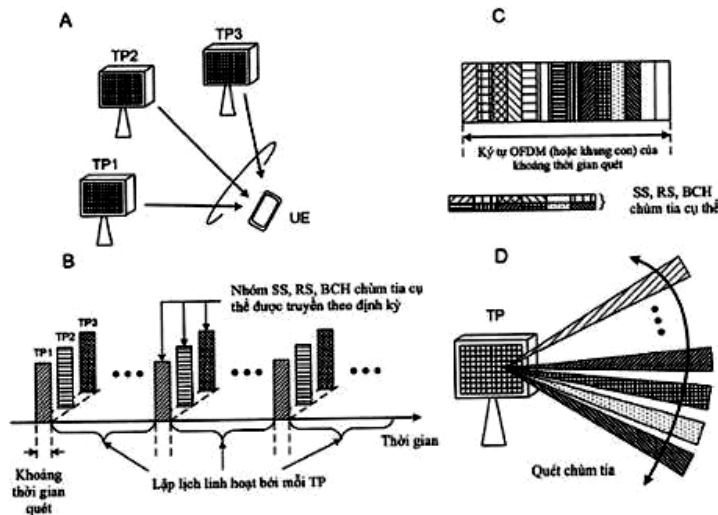 A
TP3
TP2
TP1
UE
B
Nhóm SS, RS, BCH chùm tia cụ
thể được truyền theo định kỳ
TP1
TP2
TP3
Thời gian
Khoảng
thời gian
quét
Lập lịch linh hoạt bởi mỗi TP
C
Ký tự OFDM (hoặc khung con) của
khoảng thời gian quét
SS, RS, BCH
chùm tia cụ thể
D
TP
Quét chùm tia